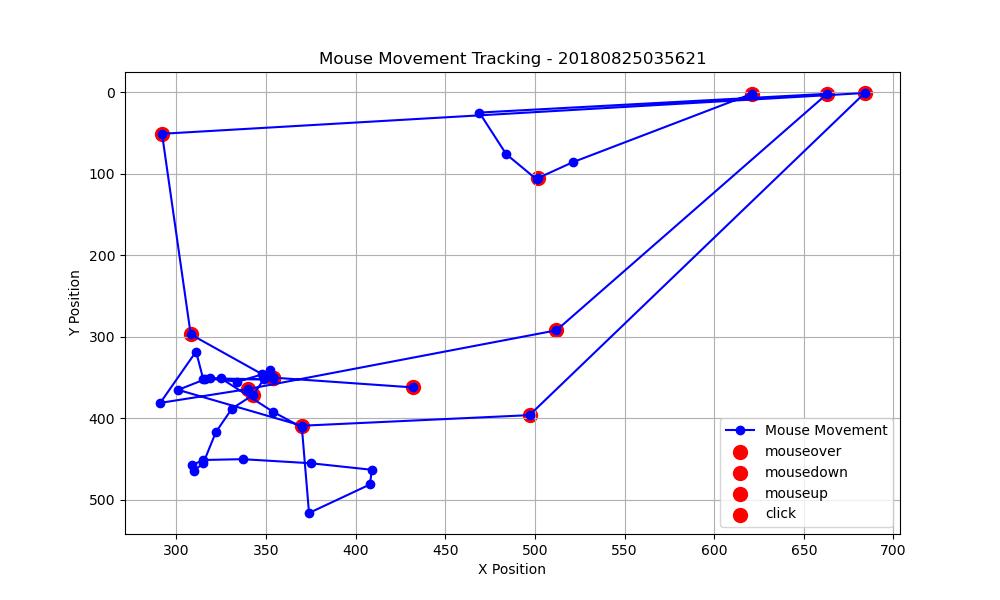 Mouse Movement Tracking - 20180825035621
0
100
200
300
400
500
Y Position
Mouse Movement
mouseover
mousedown
mouseup
click
300
350
400
450
500
550
600
650
700
X Position